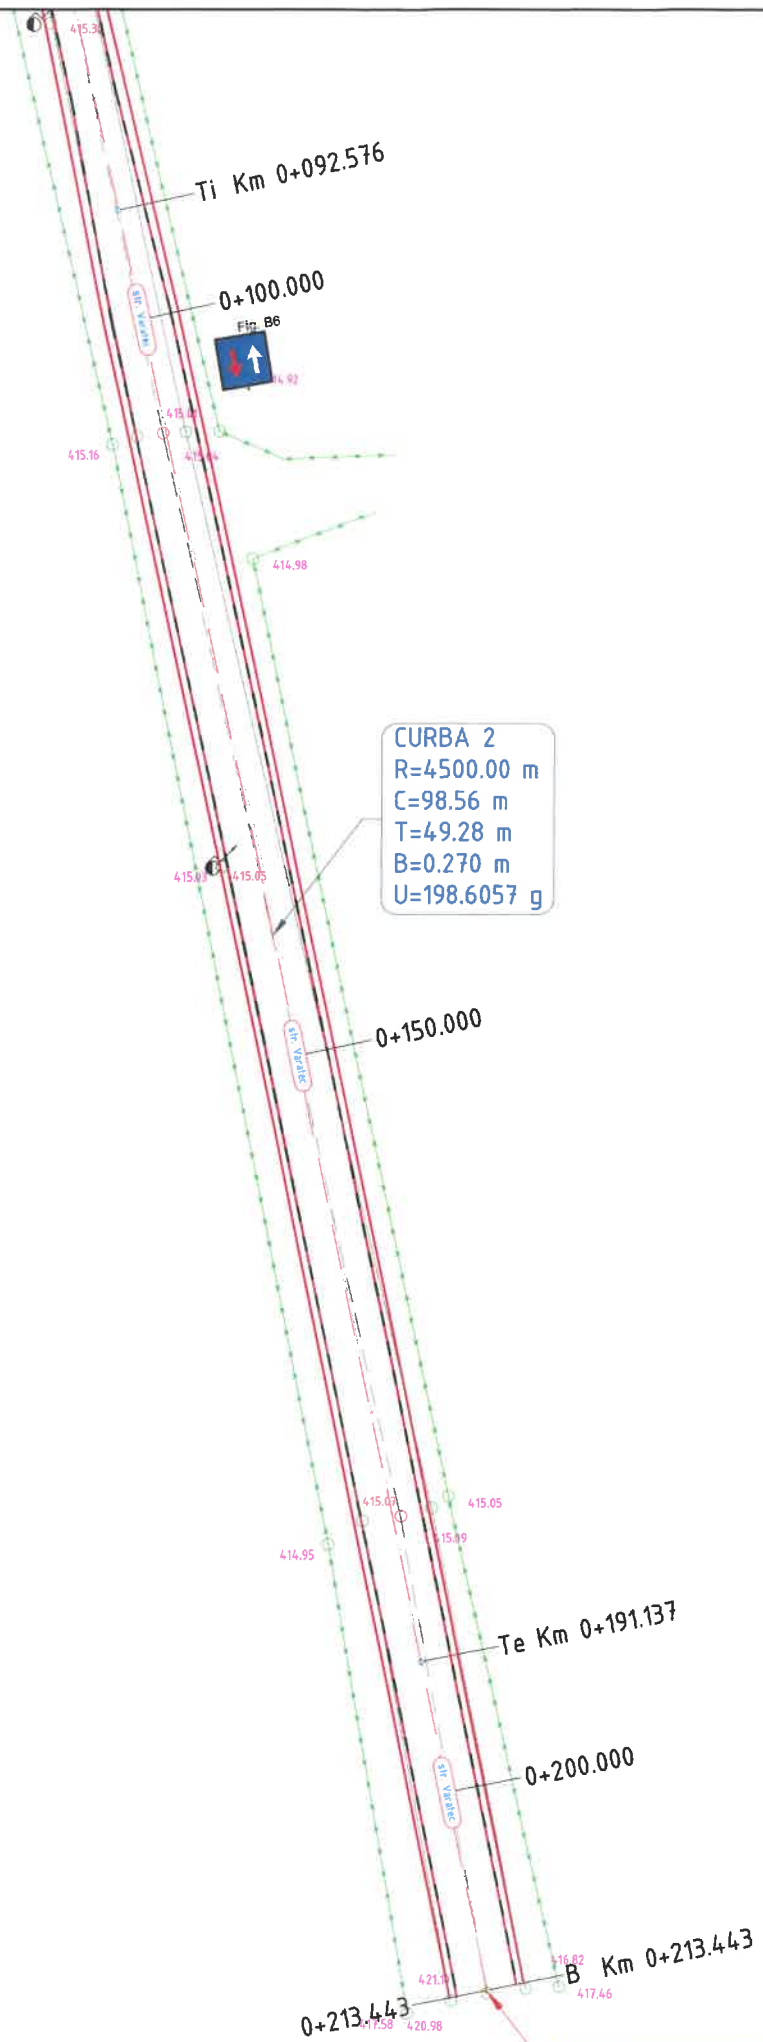 Ti Km 0+092.576
0+100.000
str. Varatec
Fig. B6
415.16
414.98
CURBA 2
R=4500.00 m
C=98.56 m
T=49.28 m
B=0.270 m
U=198.6057 g
415.05
0+150.000
str. Varatec
415.07
415.05
414.95
Te Km 0+191.137
0+200.000
str. Varatec
B Km 0+213.443
417.46
0+213.443
420.98